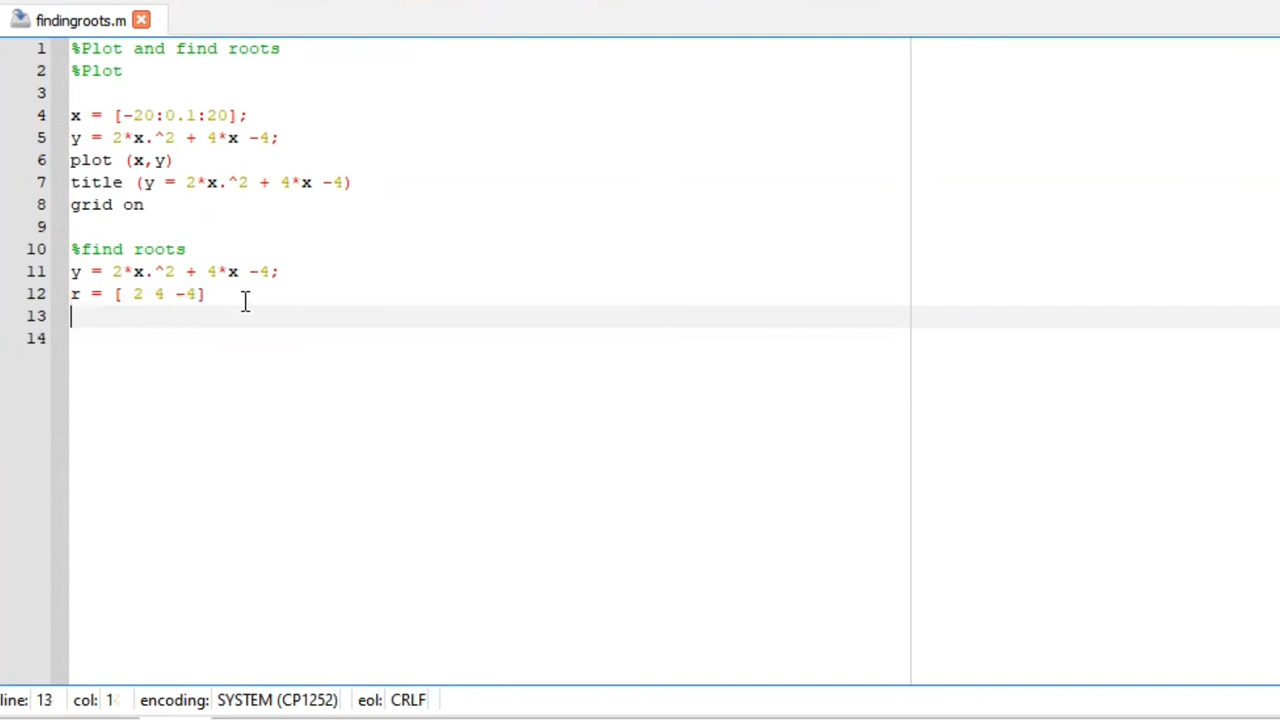 findingroots.m
1 %Plot and find roots
2 %Plot
3
4 x = [-20:0.1:20];
5 y = 2*x.^2 + 4*x -4;
6 plot (x,y)
7 title (y = 2*x.^2 + 4*x -4)
8 grid on
9
10 %find roots
11 y = 2*x.^2 + 4*x -4;
12 r = [ 2 4 -4]
13
14
line: 13 col: 1 encoding: SYSTEM (CP1252) eol: CRLF